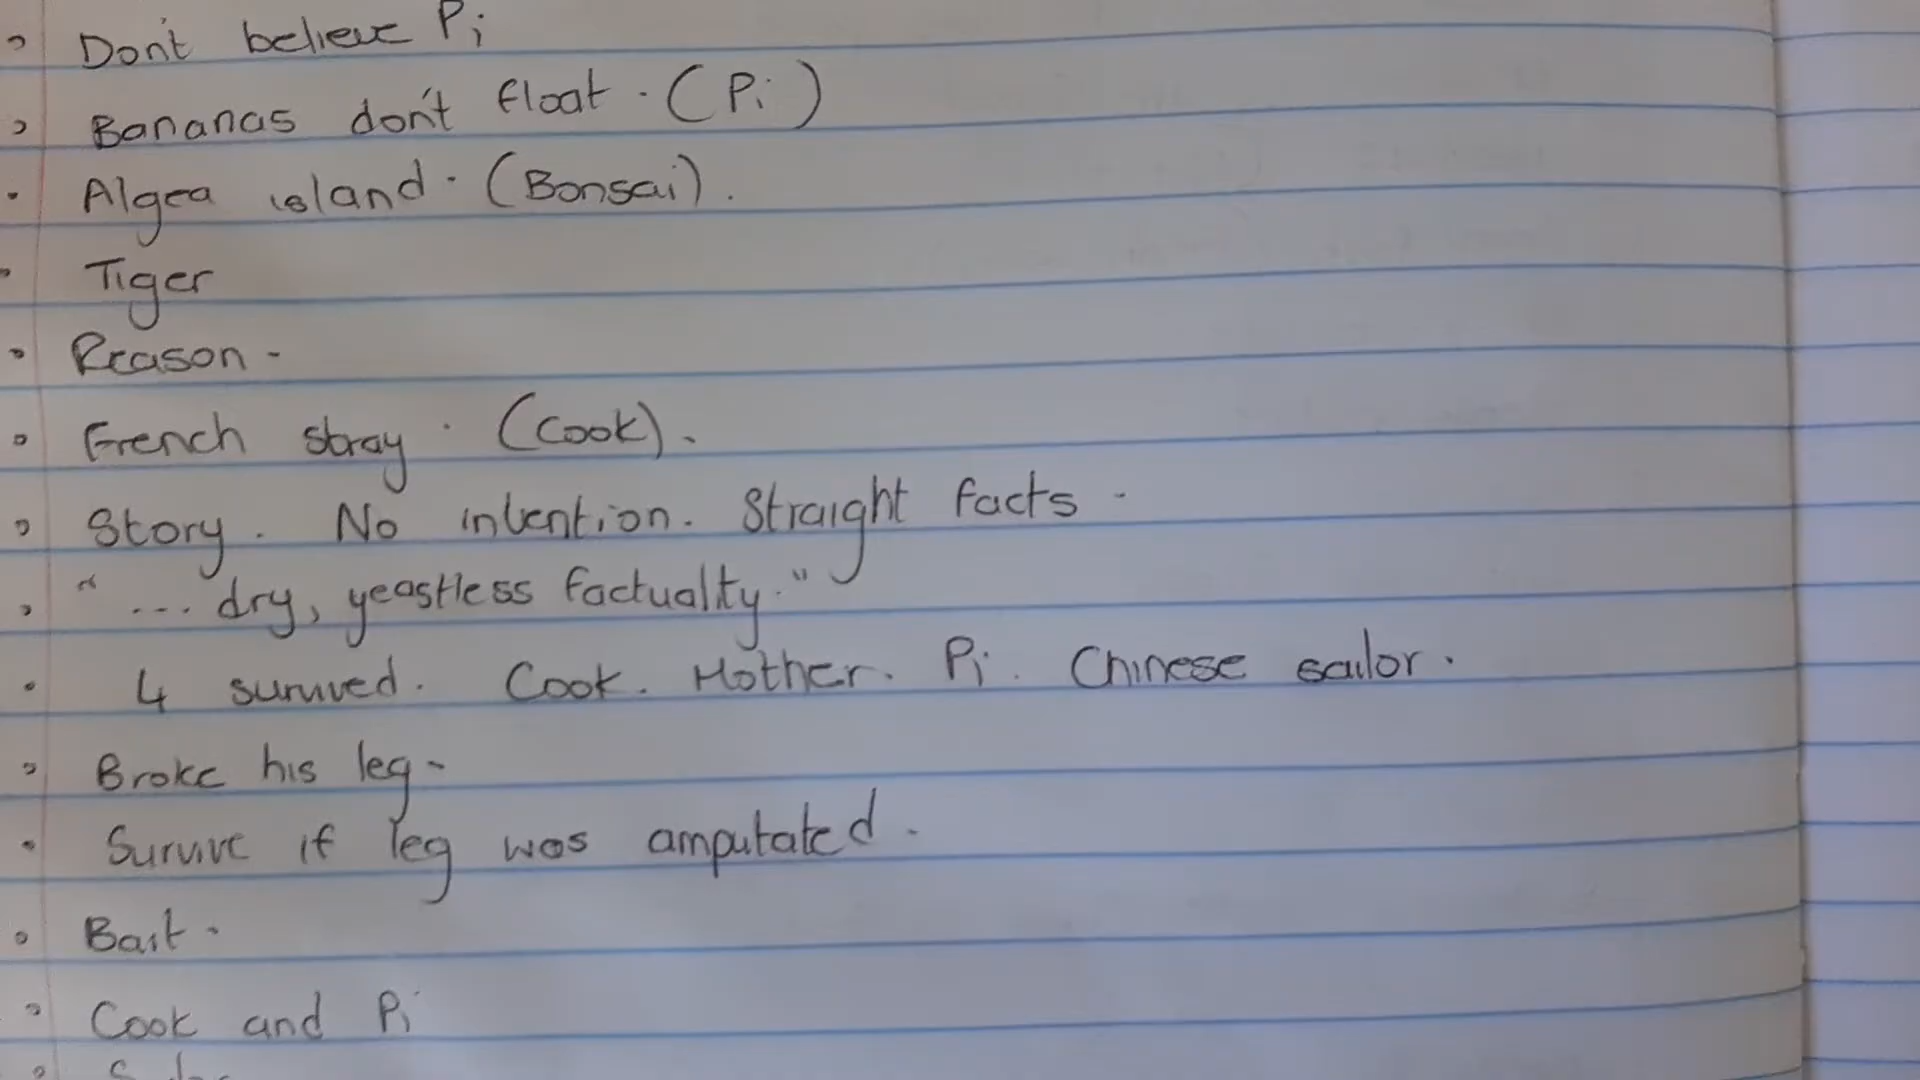 Don't believe Pi
Bananas don't float. (Pi)
Algea island. (Bonsai).
Tiger
Reason.
French stray. (Cook).
Story. No invention. Straight facts.
"... dry, yeastless factuality."
4 survived. Cook. Mother. Pi. Chinese sailor.
Broke his leg.
Survive if leg was amputated.
Bait.
Cook and Pi